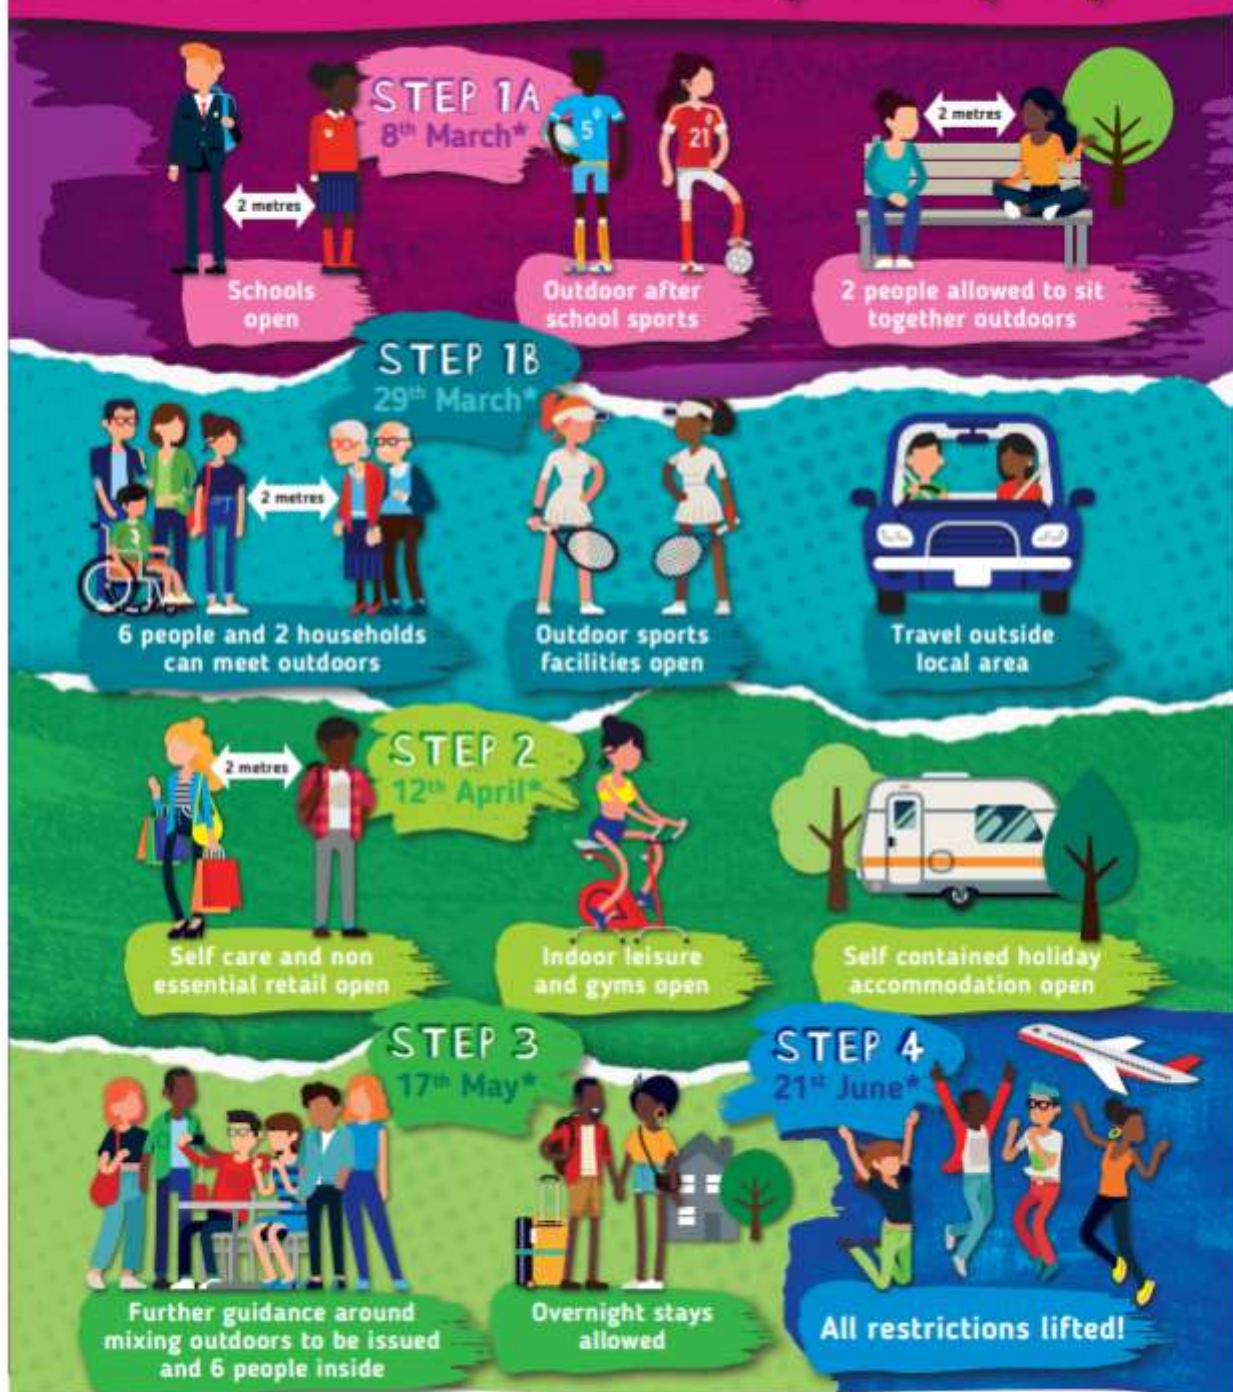 STEP 1A
8th March*
2 metres
5
21
2 metres
Schools
open
Outdoor after
school sports
2 people allowed to sit
together outdoors
STEP 1B
29th March*
2 metres
3
6 people and 2 households
can meet outdoors
Outdoor sports
facilities open
Travel outside
local area
STEP 2
12th April*
2 metres
Self care and non
essential retail open
Indoor leisure
and gyms open
Self contained holiday
accommodation open
STEP 3
17th May*
Further guidance around
mixing outdoors to be issued
and 6 people inside
Overnight stays
allowed
STEP 4
21st June*
All restrictions lifted!